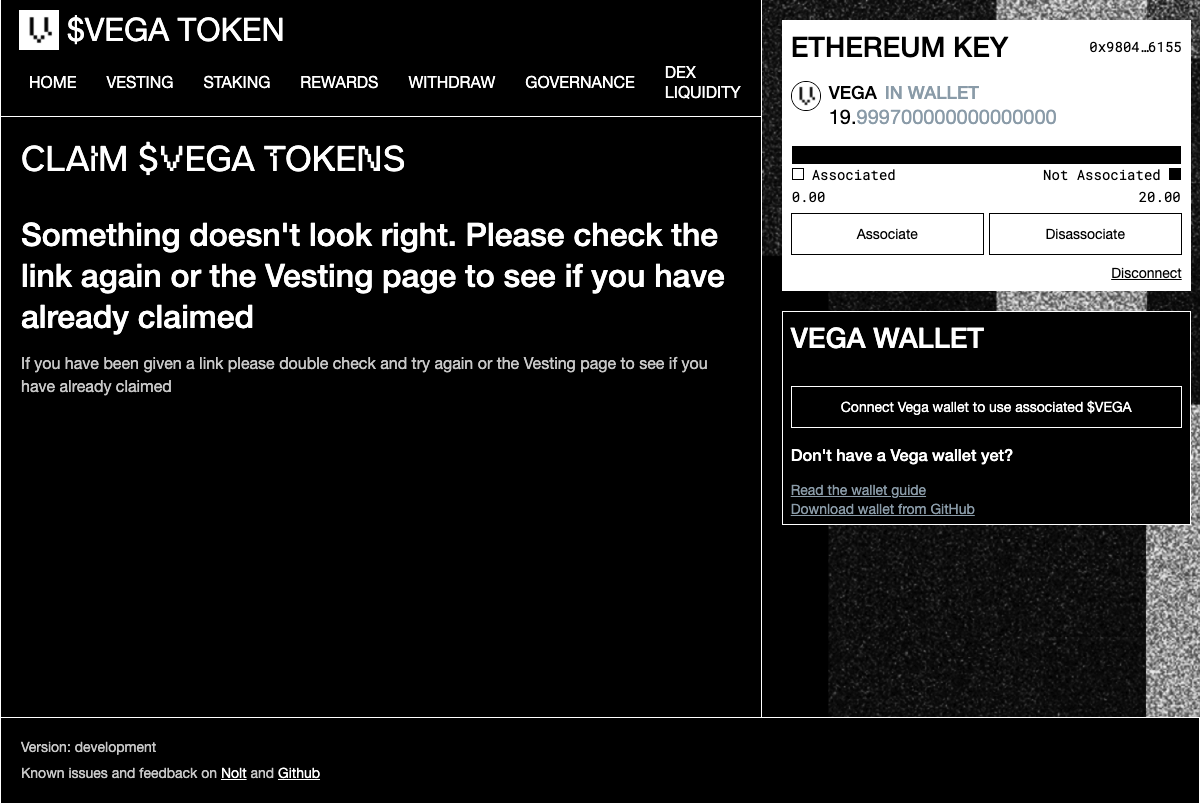 $VEGA TOKEN
HOME VESTING STAKING REWARDS WITHDRAW GOVERNANCE DEX LIQUIDITY
CLAIM $VEGA TOKENS
Something doesn't look right. Please check the
link again or the Vesting page to see if you have
already claimed
If you have been given a link please double check and try again or the Vesting page to see if you
have already claimed
ETHEREUM KEY 0x9804…6155
VEGA IN WALLET
19.999700000000000000
Associated Not Associated
0.00 20.00
Associate Disassociate
Disconnect
VEGA WALLET
Connect Vega wallet to use associated $VEGA
Don't have a Vega wallet yet?
Read the wallet guide
Download wallet from GitHub
Version: development
Known issues and feedback on Nolt and Github